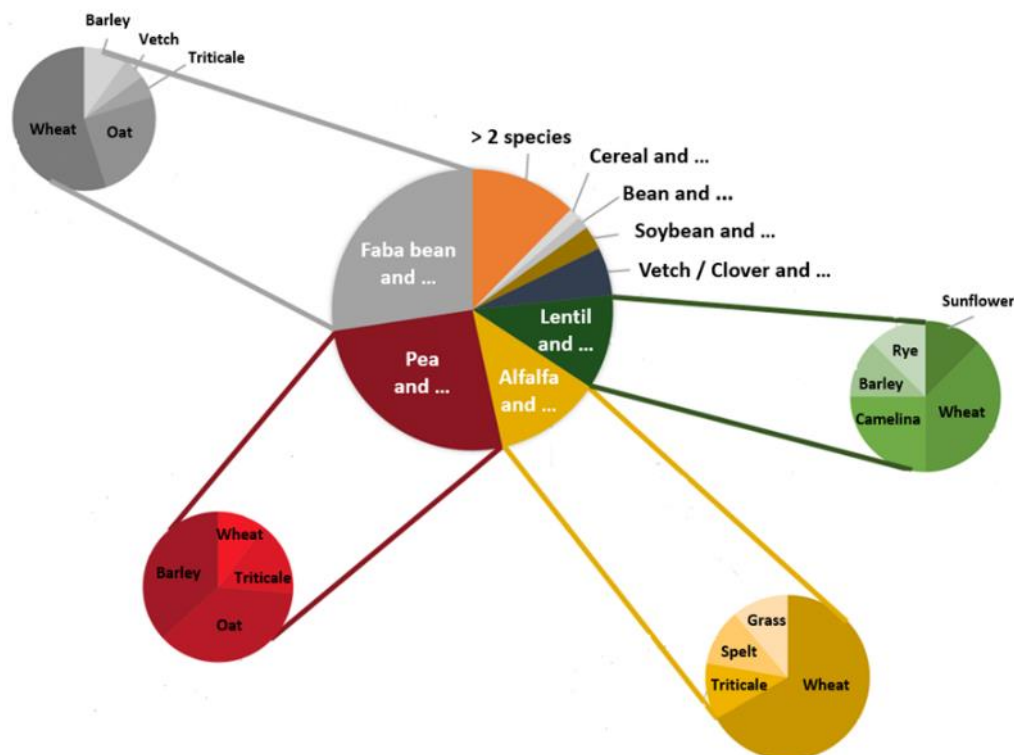 Barley
Vetch
Triticale
Wheat
Oat
> 2 species
Cereal and ...
Bean and ...
Soybean and ...
Vetch / Clover and ...
Faba bean
and ...
Lentil
and ...
Pea
and ...
Alfalfa
and ...
Sunflower
Rye
Barley
Wheat
Camelina
Wheat
Barley
Triticale
Oat
Grass
Spelt
Triticale
Wheat